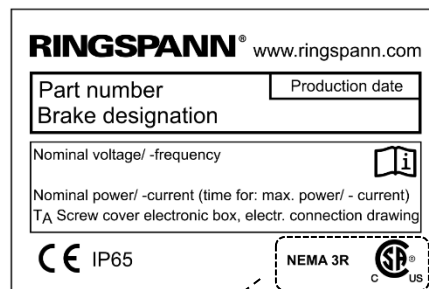 RINGSPANN® www.ringspann.com
Part number
Production date
Brake designation
Nominal voltage/ -frequency
i
Nominal power/ -current (time for: max. power/ - current)
TA Screw cover electronic box, electr. connection drawing
CE IP65
NEMA 3R
C SA ® US